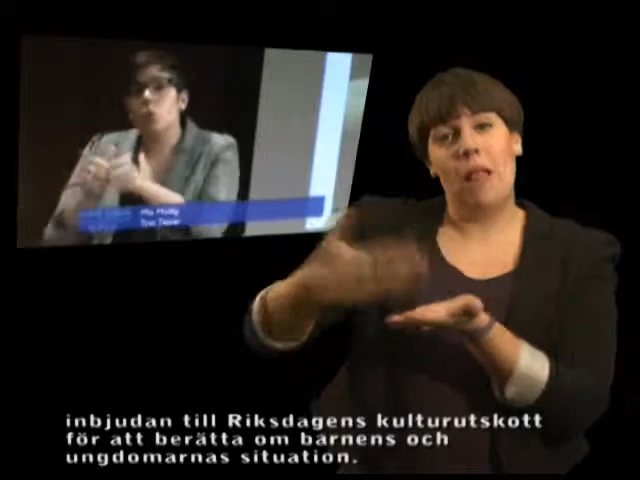 inbjudan till Riksdagens kulturutskott
för att berätta om barnens och
ungdomarnas situation.